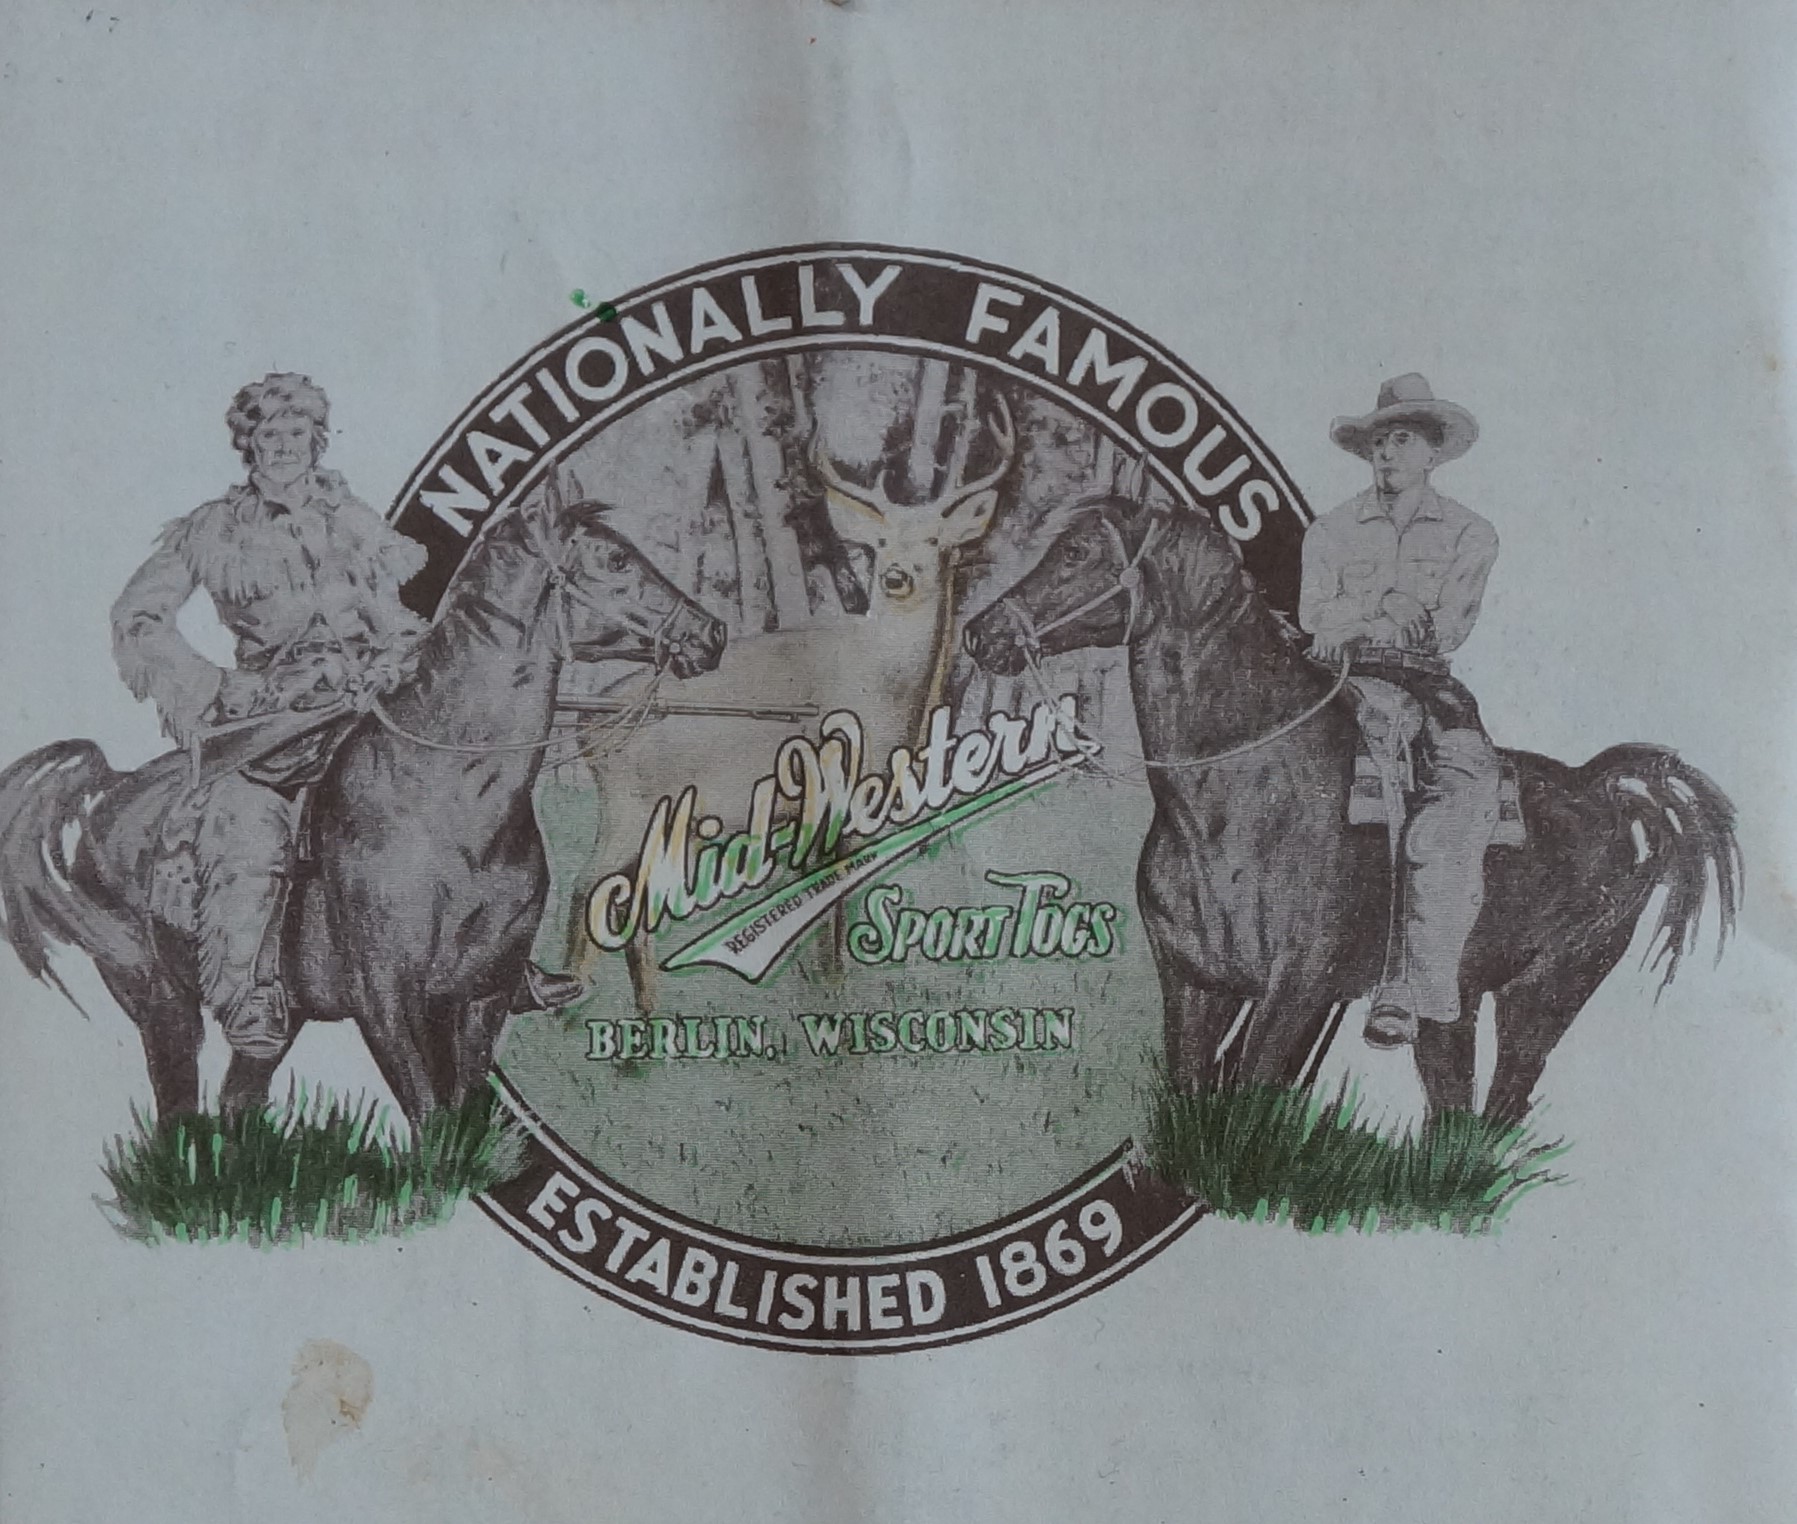 NATIONALLY FAMOUS
Mid-Western
REGISTERED TRADE MARK
SPORT TOGS
BERLIN, WISCONSIN
ESTABLISHED 1869